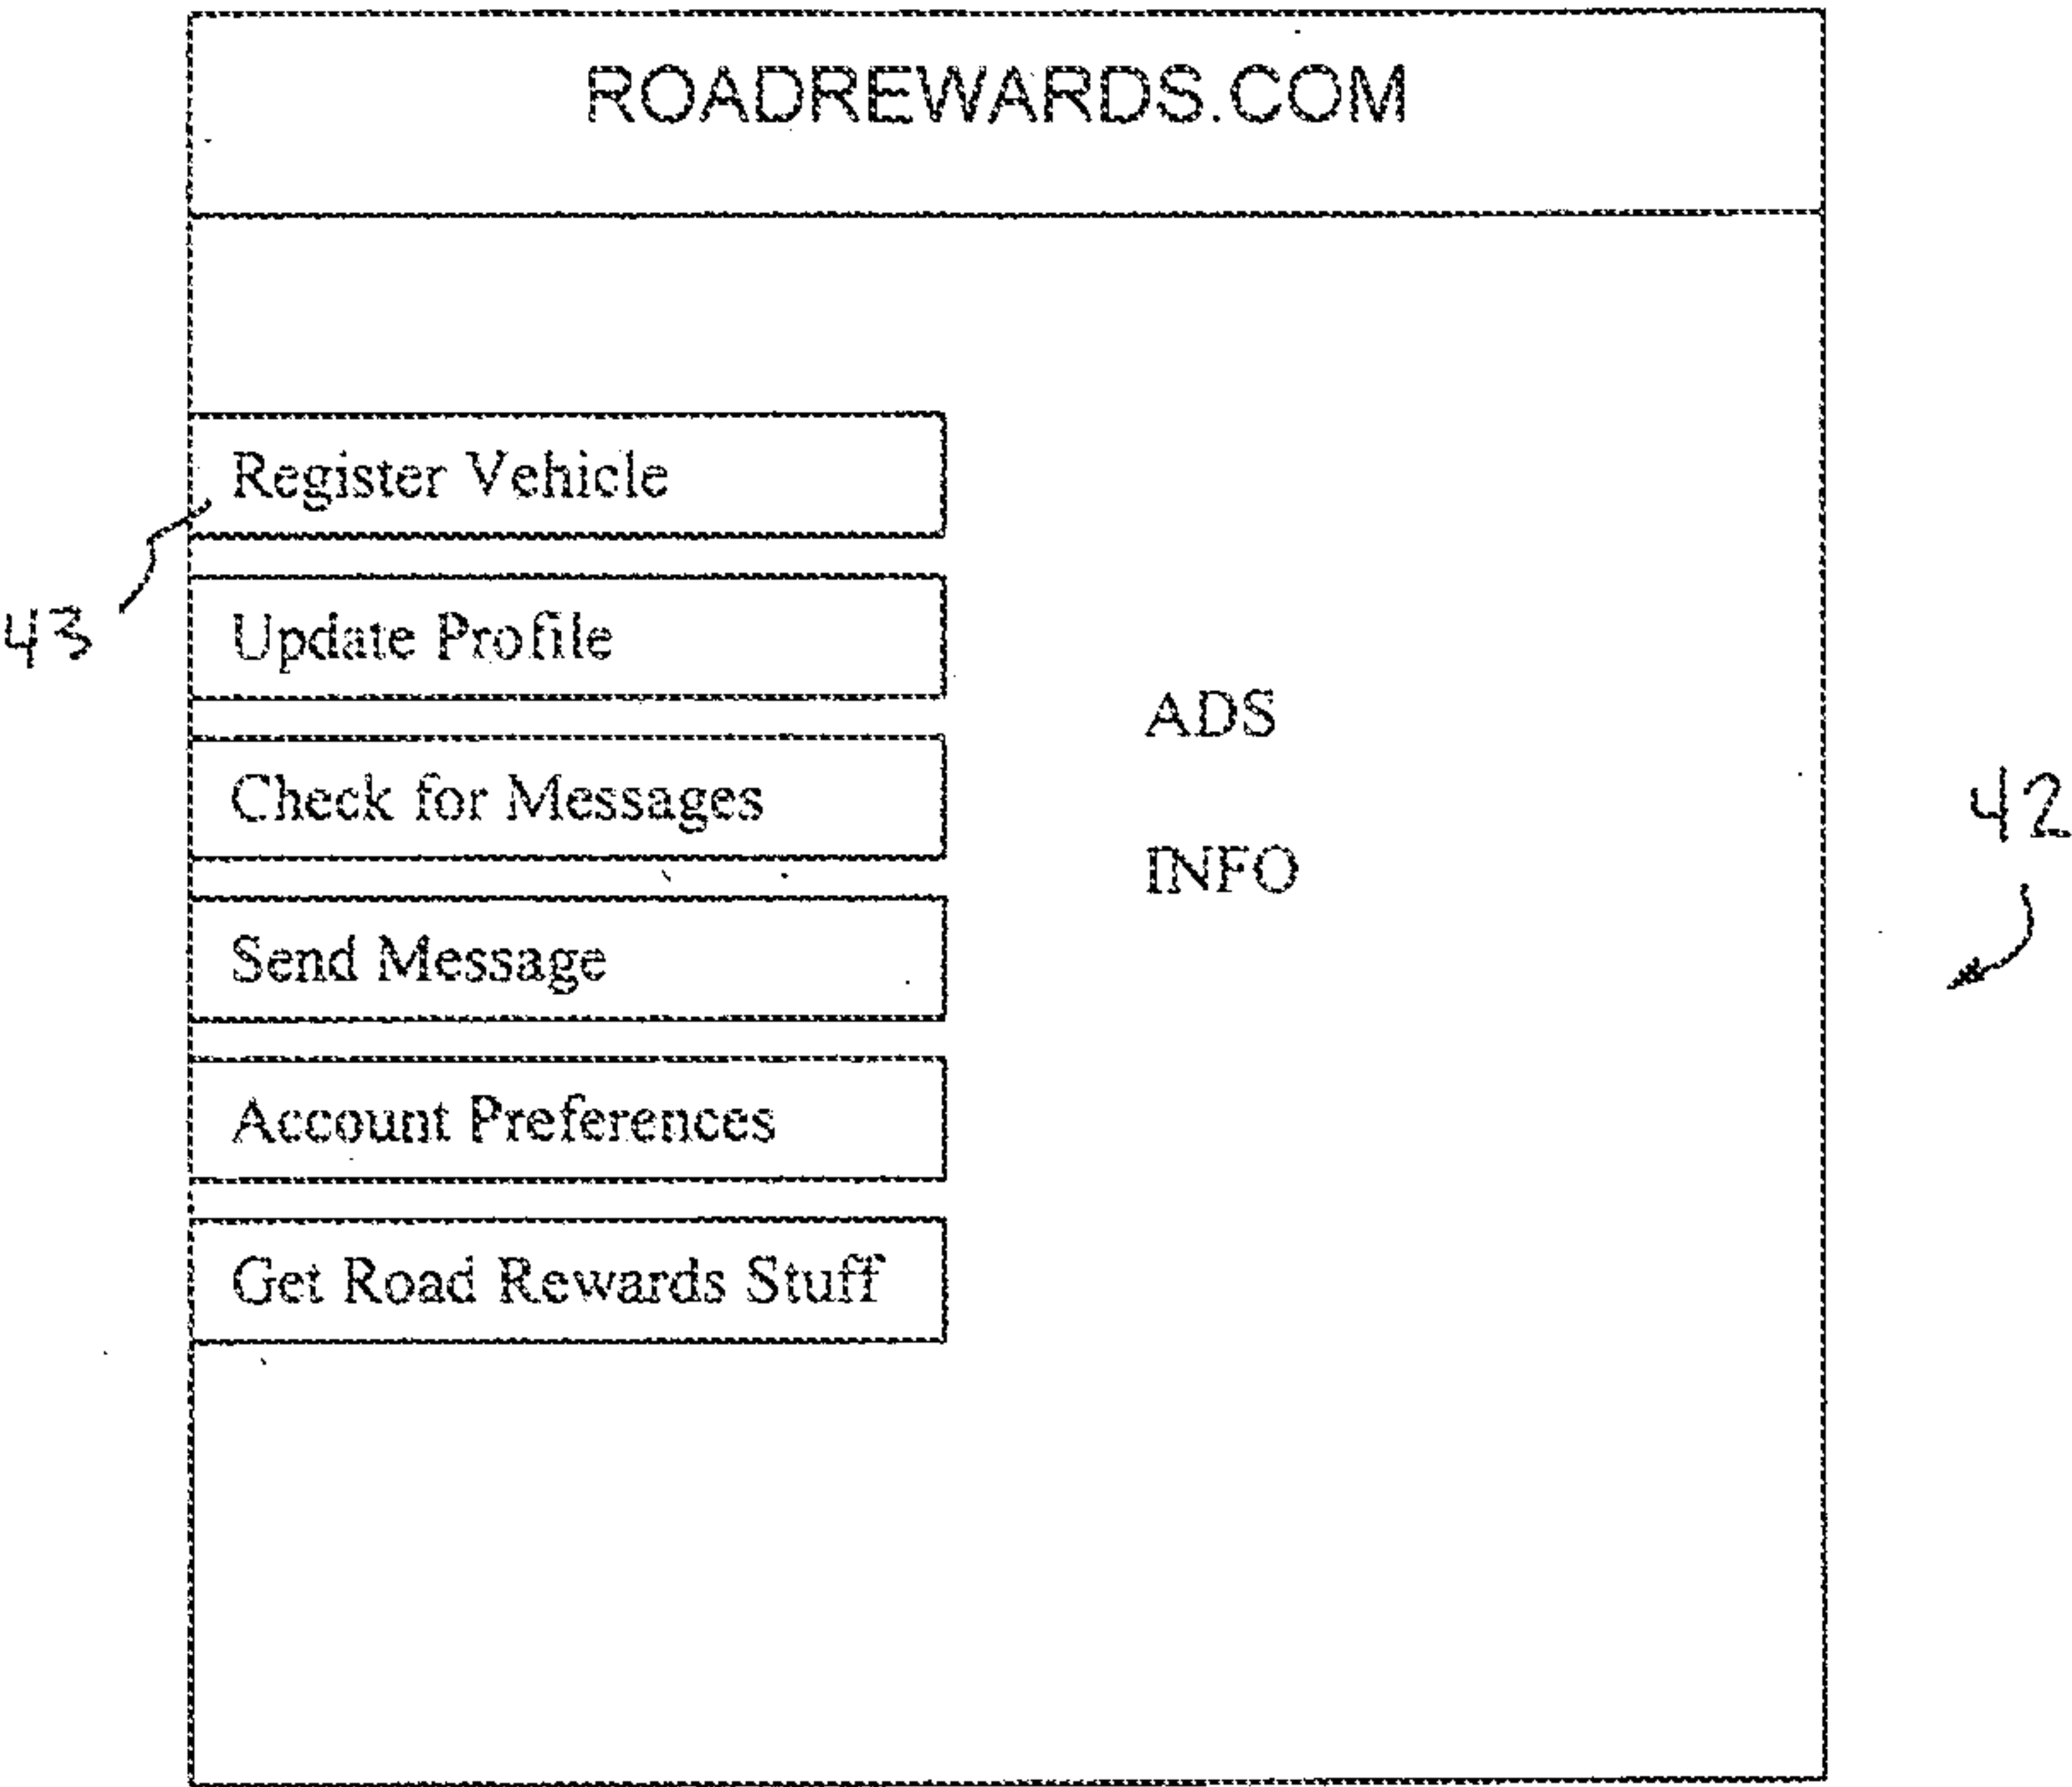 ROADREWARDS.COM
Register Vehicle
43
Update Profile
ADS
Check for Messages
42
INFO
Send Message
Account Preferences
Get Road Rewards Stuff